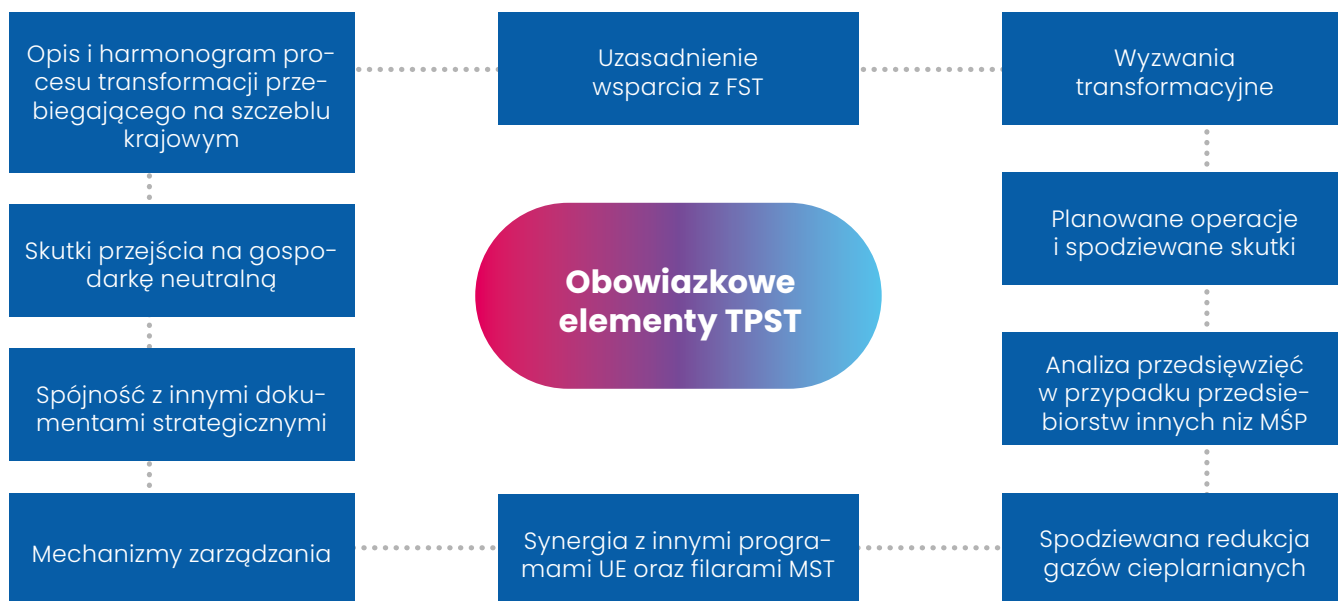 Opis i harmonogram pro-
cesu transformacji prze-
biegającego na szczeblu
krajowym
Uzasadnienie
wsparcia z FST
Wyzwania
transformacyjne
Skutki przejścia na gospo-
darkę neutralną
Obowiazkowe
elementy TPST
Planowane operacje
i spodziewane skutki
Spójność z innymi doku-
mentami strategicznymi
Analiza przedsięwzięć
w przypadku przedsię-
biorstw innych niz MŚP
Mechanizmy zarządzania
Synergia z innymi progra-
mami UE oraz filarami MST
Spodziewana redukcja
gazów cieplarnianych